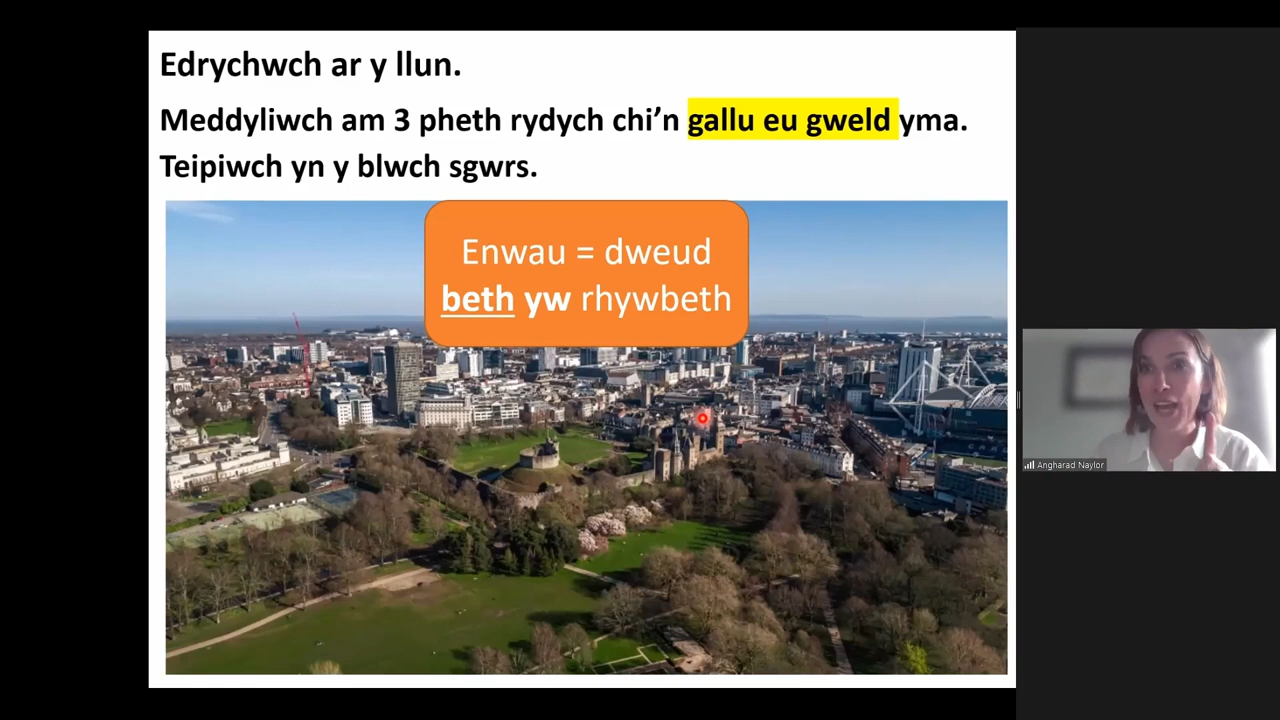 Edrychwch ar y llun.
Meddyliwch am 3 pheth rydych chi’n gallu eu gweld yma.
Teipiwch yn y blwch sgwrs.
Enwau = dweud
beth yw rhywbeth
Angharad Naylor